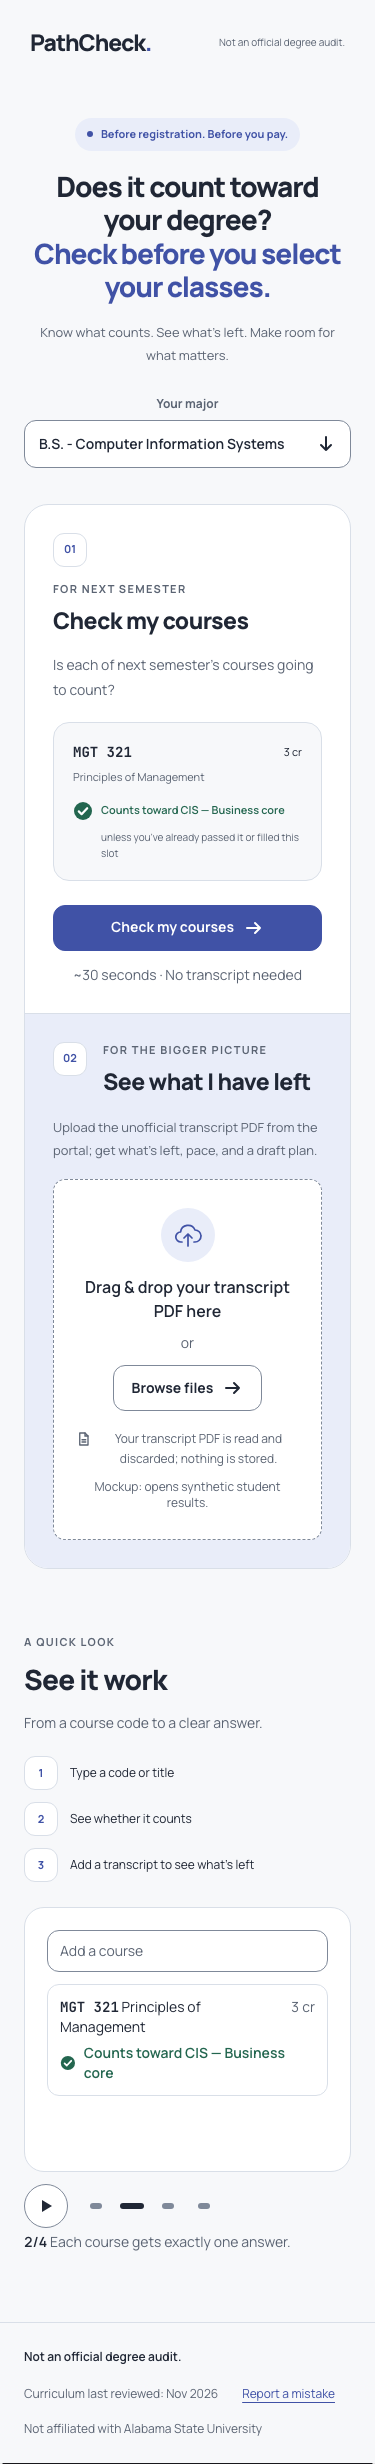 PathCheck.
Not an official degree audit.
Before registration. Before you pay.
Does it count toward
your degree?
Check before you select
your classes.
Know what counts. See what's left. Make room for
what matters.
Your major
B.S. - Computer Information Systems
01
FOR NEXT SEMESTER
Check my courses
Is each of next semester's courses going
to count?
MGT 321
3 cr
Principles of Management
Counts toward CIS — Business core
unless you've already passed it or filled this
slot
Check my courses
~30 seconds · No transcript needed
02
FOR THE BIGGER PICTURE
See what I have left
Upload the unofficial transcript PDF from the
portal; get what's left, pace, and a draft plan.
Drag & drop your transcript
PDF here
or
Browse files
Your transcript PDF is read and
discarded; nothing is stored.
Mockup: opens synthetic student
results.
A QUICK LOOK
See it work
From a course code to a clear answer.
1
Type a code or title
2
See whether it counts
3
Add a transcript to see what's left
Add a course
MGT 321 Principles of
Management
3 cr
Counts toward CIS — Business
core
2/4 Each course gets exactly one answer.
Not an official degree audit.
Curriculum last reviewed: Nov 2026
Report a mistake
Not affiliated with Alabama State University